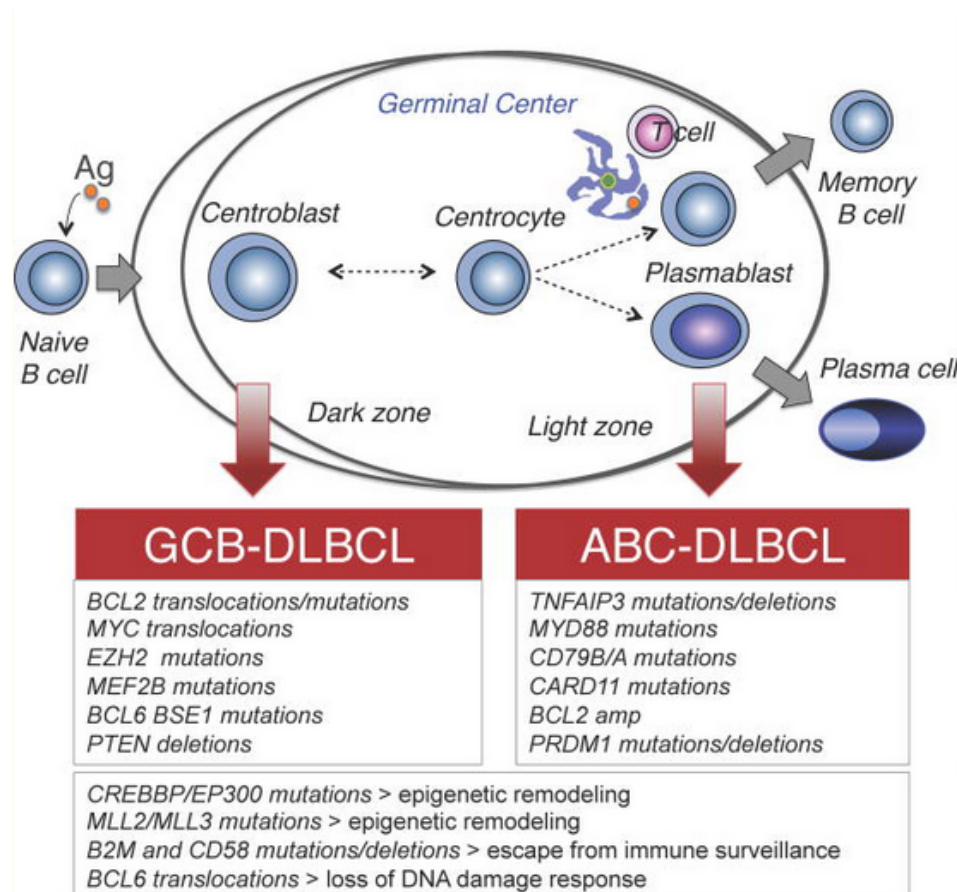 Germinal Center
T cell
Ag
Memory
B cell
Centroblast
Centrocyte
Plasmablast
Naive
B cell
Plasma cell
Dark zone
Light zone
GCB-DLBCL
BCL2 translocations/mutations
MYC translocations
EZH2 mutations
MEF2B mutations
BCL6 BSE1 mutations
PTEN deletions
ABC-DLBCL
TNFAIP3 mutations/deletions
MYD88 mutations
CD79B/A mutations
CARD11 mutations
BCL2 amp
PRDM1 mutations/deletions
CREBBP/EP300 mutations > epigenetic remodeling
MLL2/MLL3 mutations > epigenetic remodeling
B2M and CD58 mutations/deletions > escape from immune surveillance
BCL6 translocations > loss of DNA damage response